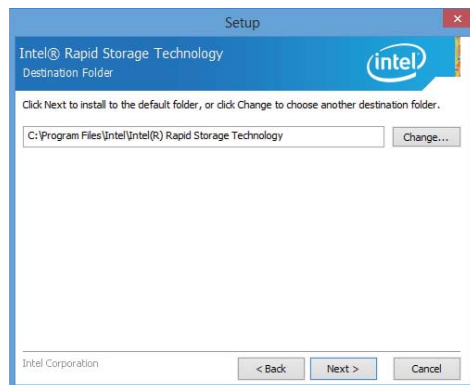 Setup
Intel® Rapid Storage Technology
Destination Folder
intel
Click Next to install to the default folder, or click Change to choose another destination folder.
C:\Program Files\Intel\Intel(R) Rapid Storage Technology
Change...
Intel Corporation
< Back
Next >
Cancel